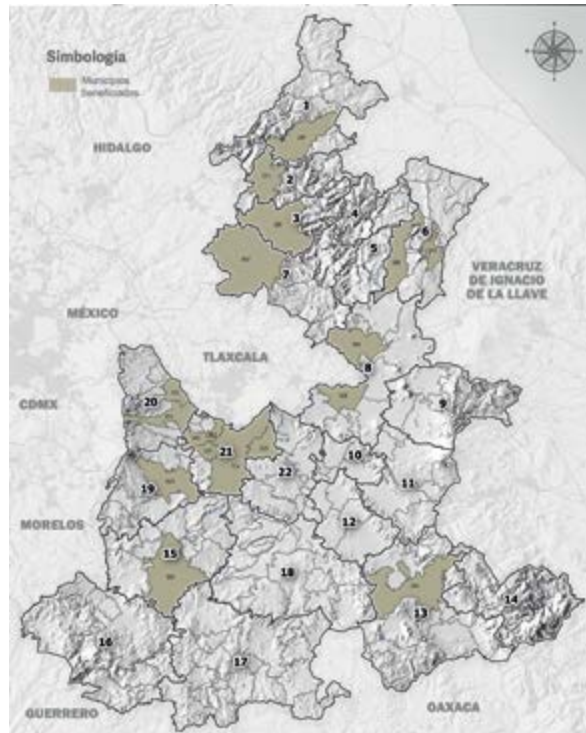 Simbología
Municipios
beneficiados
1
HIDALGO
2
3
4
5
6
7
VERACRUZ
DE IGNACIO
DE LA LLAVE
MÉXICO
TLAXCALA
8
CDMX
20
9
21
10
22
19
11
MORELOS
12
15
18
13
14
16
17
GUERRERO
OAXACA